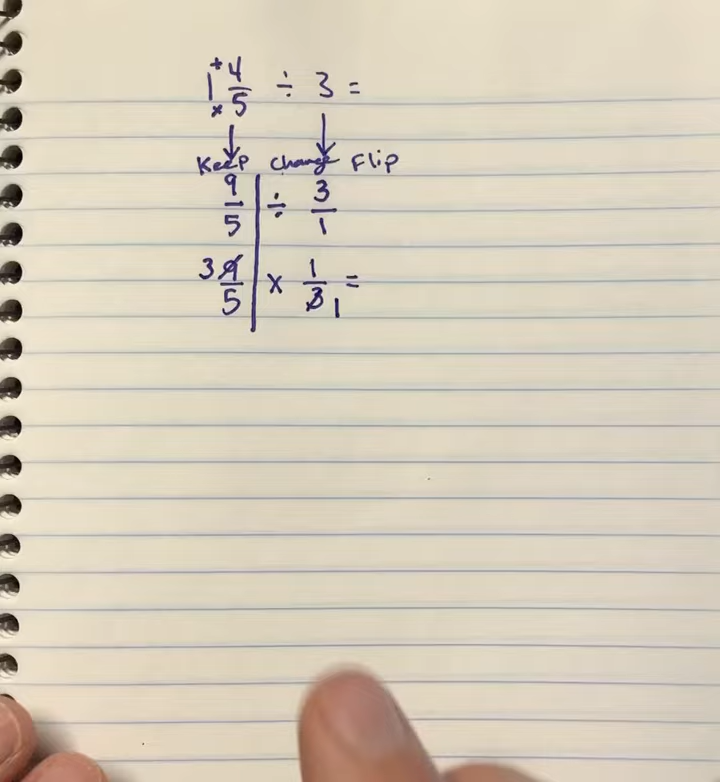 1 + × 4/5 ÷ 3 =
Keep change Flip
9/5 ÷ 3/1
3 9/5 × 1/3 1 =